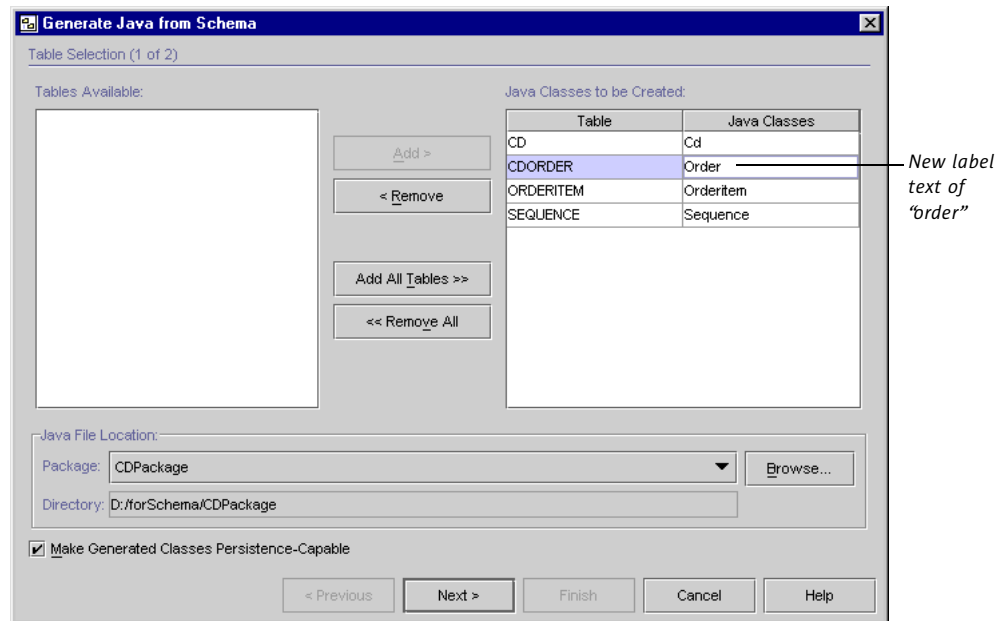 Generate Java from Schema
Table Selection (1 of 2)
Tables Available:
Add >
< Remove
Add All Tables >>
<< Remove All
Java Classes to be Created:
Table Java Classes
CD Cd
CDORDER Order
ORDERITEM Orderitem
SEQUENCE Sequence
New label
text of
“order”
Java File Location:
Package: CDPackage Browse...
Directory: D:/forSchema/CDPackage
Make Generated Classes Persistence-Capable
< Previous Next > Finish Cancel Help